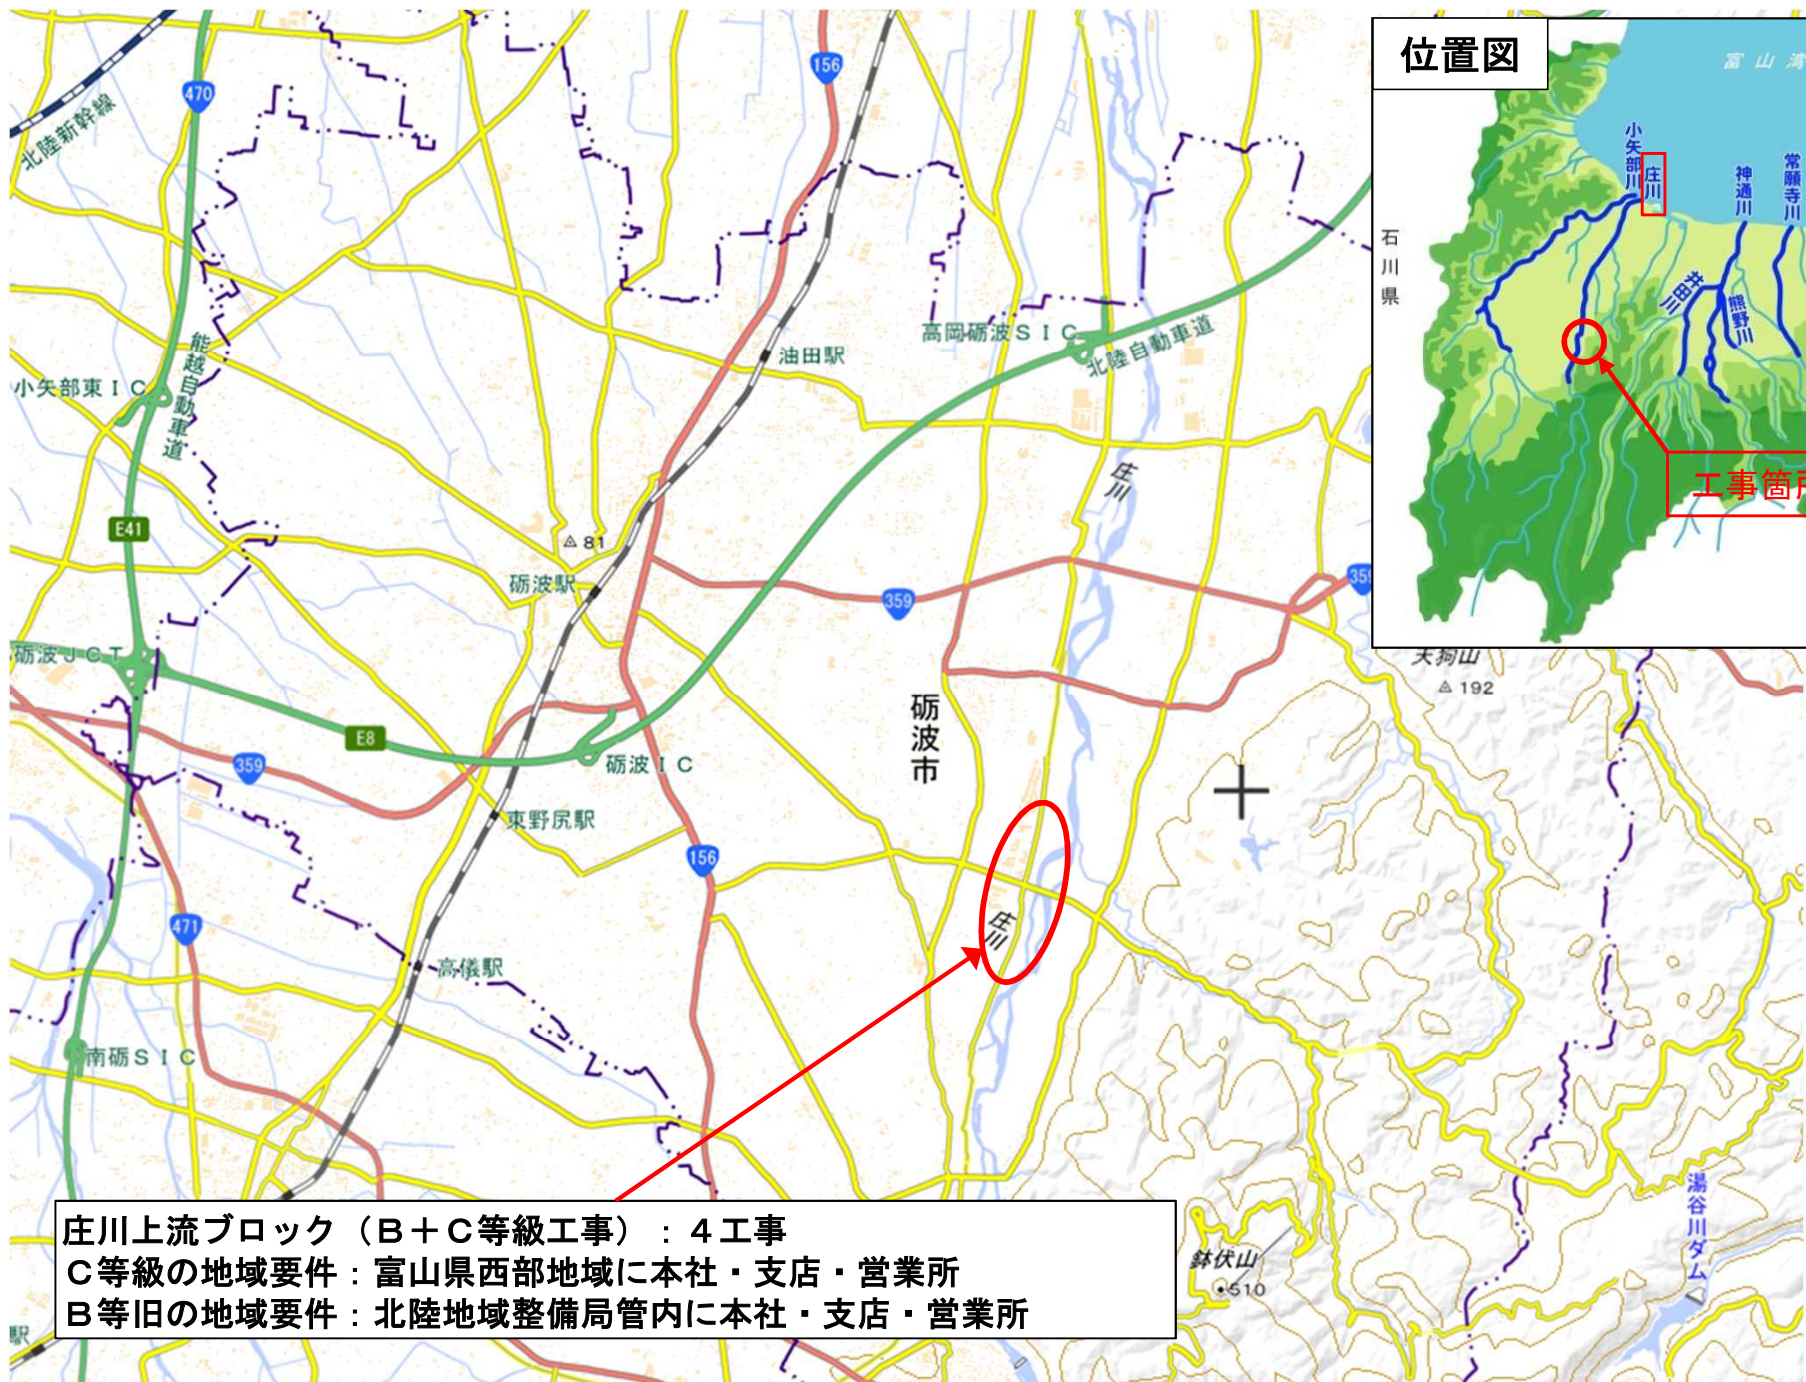 位置図
富山湾
小矢部川
庄川
神通川
常願寺川
井田川
熊野川
石川県
工事箇所
156
470
北陸新幹線
高岡砺波ＳＩＣ
北陸自動車道
油田駅
能越自動車道
小矢部東ＩＣ
庄川
E41
81
砺波駅
359
359
砺波ＪＣＴ
天狗山
192
砺波市
E8
359
砺波ＩＣ
東野尻駅
156
471
庄川
高儀駅
南砺ＳＩＣ
湯谷川ダム
鉢伏山
510
庄川上流ブロック（Ｂ＋Ｃ等級工事）：４工事
Ｃ等級の地域要件：富山県西部地域に本社・支店・営業所
Ｂ等旧の地域要件：北陸地域整備局管内に本社・支店・営業所
駅